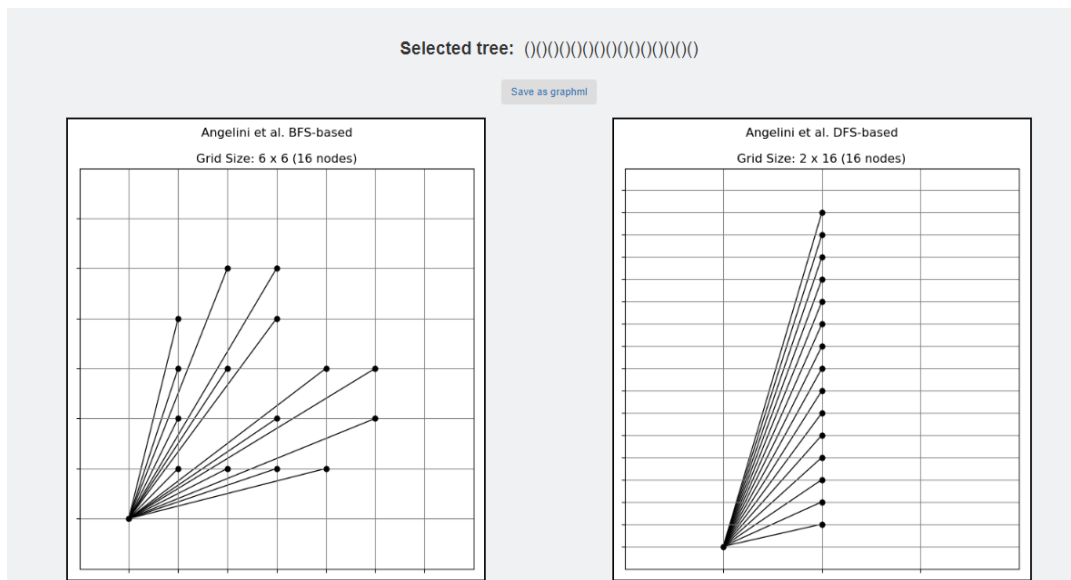 Selected tree: ()()()()()()()()()()()()()()()
Save as graphml
Angelini et al. BFS-based
Grid Size: 6 x 6 (16 nodes)
Angelini et al. DFS-based
Grid Size: 2 x 16 (16 nodes)